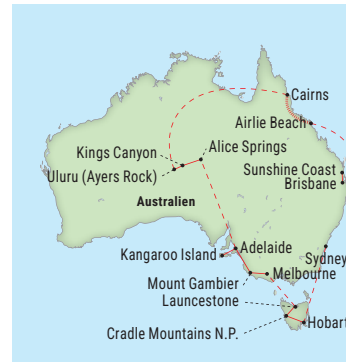 Cairns
Airlie Beach
Alice Springs
Kings Canyon
Uluru (Ayers Rock)
Sunshine Coast
Brisbane
Australien
Adelaide
Kangaroo Island
Sydney
Melbourne
Mount Gambier
Launcestone
Hobart
Cradle Mountains N.P.